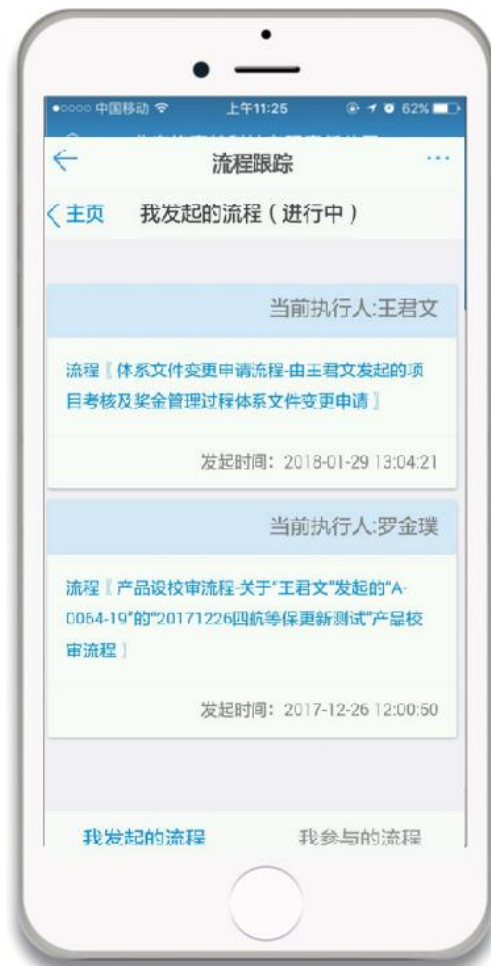 中国移动 上午11:25 62%
流程跟踪
主页 我发起的流程(进行中)
当前执行人:王君文
流程〖体系文件变更申请流程-由王君文发起的项
目考核及奖金管理过程体系文件变更申请〗
发起时间: 2018-01-29 13:04:21
当前执行人:罗金璞
流程〖产品设校审流程-关于“王君文”发起的“A-
0054-19”的“20171226四航等保更新测试”产品校
审流程〗
发起时间: 2017-12-26 12:00:50
我发起的流程 我参与的流程